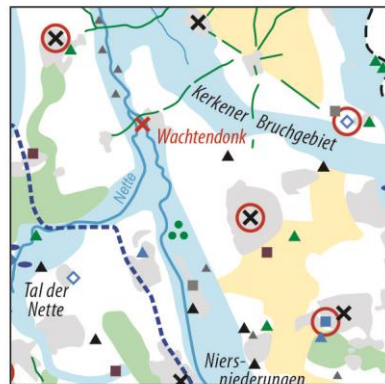 Kerkener
Bruchgebiet
Wachtendonk
Nette
Tal der
Nette
Niers-
niederungen